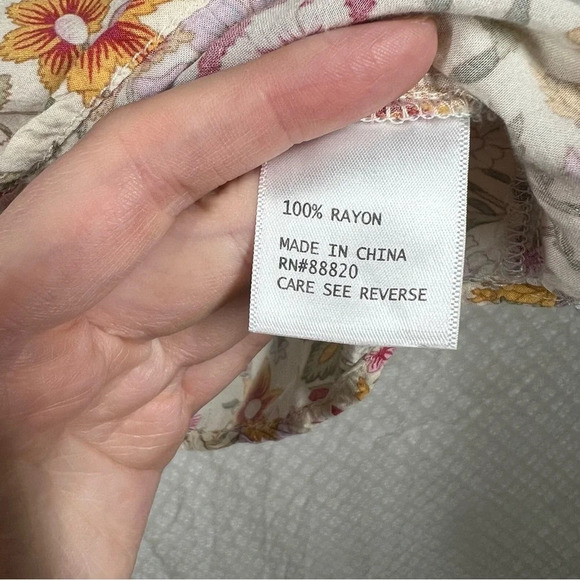 100% RAYON
MADE IN CHINA
RN#88820
CARE SEE REVERSE